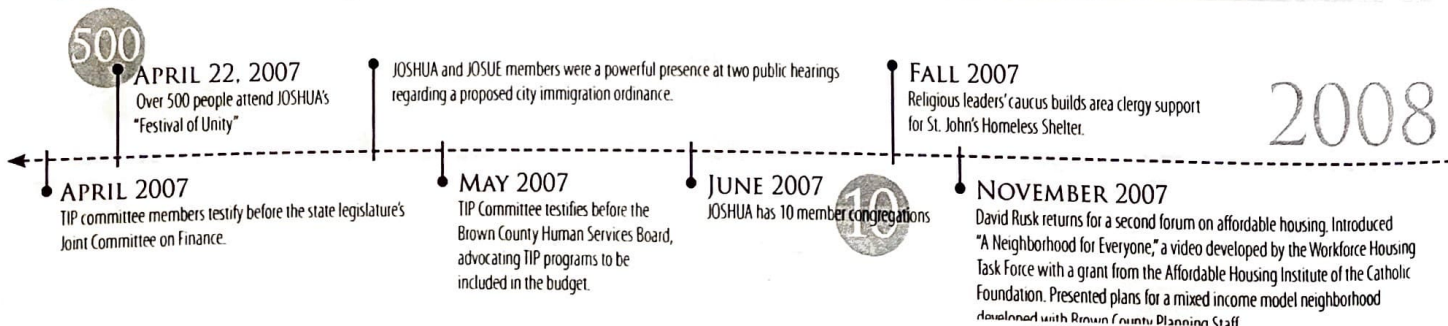 500
APRIL 22, 2007
Over 500 people attend JOSHUA's
"Festival of Unity"
JOSHUA and JOSUE members were a powerful presence at two public hearings
regarding a proposed city immigration ordinance.
FALL 2007
Religious leaders' caucus builds area clergy support
for St. John's Homeless Shelter.
2008
APRIL 2007
TIP committee members testify before the state legislature's
Joint Committee on Finance.
MAY 2007
TIP Committee testifies before the
Brown County Human Services Board,
advocating TIP programs to be
included in the budget.
JUNE 2007
JOSHUA has 10 member congregations
10
NOVEMBER 2007
David Rusk returns for a second forum on affordable housing. Introduced
"A Neighborhood for Everyone," a video developed by the Workforce Housing
Task Force with a grant from the Affordable Housing Institute of the Catholic
Foundation. Presented plans for a mixed income model neighborhood
developed with Brown County Planning Staff